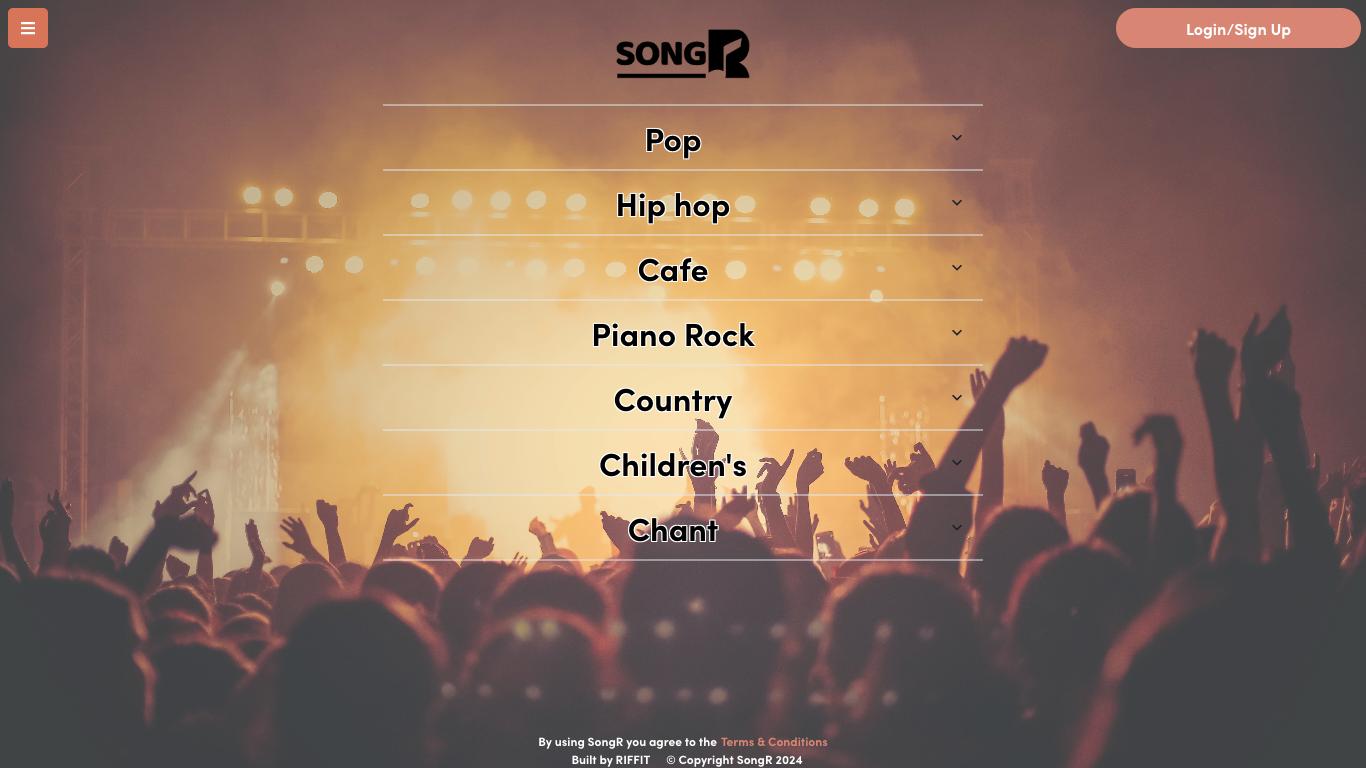 Login/Sign Up
SONGR
Pop
Hip hop
Cafe
Piano Rock
Country
Children's
Chant
By using SongR you agree to the Terms & Conditions
Built by RIFFIT © Copyright SongR 2024